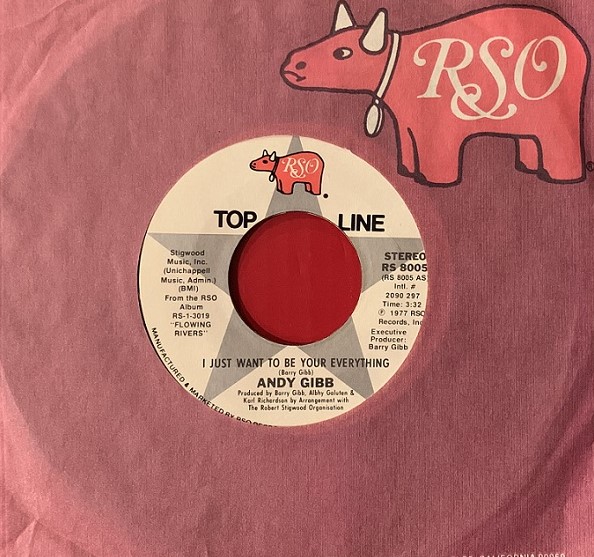 RSO
®
RSO
TOP LINE
Stigwood
Music, Inc.
(Unichappell
Music, Admin.)
(BMI)
From the RSO
Album
RS-1-3019
"FLOWING
RIVERS"
STEREO
RS 8005
(RS 8005 AS
Intl. #
2090 297
Time: 3:32
Ⓟ 1977 RSO
Records, Inc
Executive
Producer:
Barry Gibb
I JUST WANT TO BE YOUR EVERYTHING
(Barry Gibb)
ANDY GIBB
Produced by Barry Gibb, Albhy Galuten &
Karl Richardson by Arrangement with
The Robert Stigwood Organisation
MANUFACTURED & MARKETED BY RSO
CALIFORNIA 90069